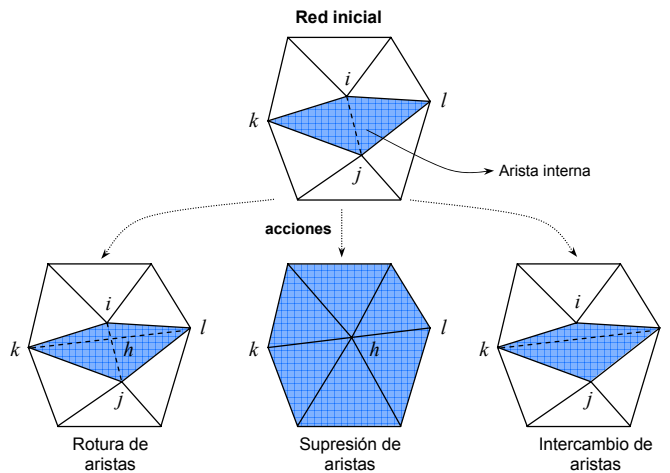 Red inicial
i
k
l
j
Arista interna
acciones
i
k
l
h
j
k
l
h
i
k
l
j
Rotura de
aristas
Supresión de
aristas
Intercambio de
aristas